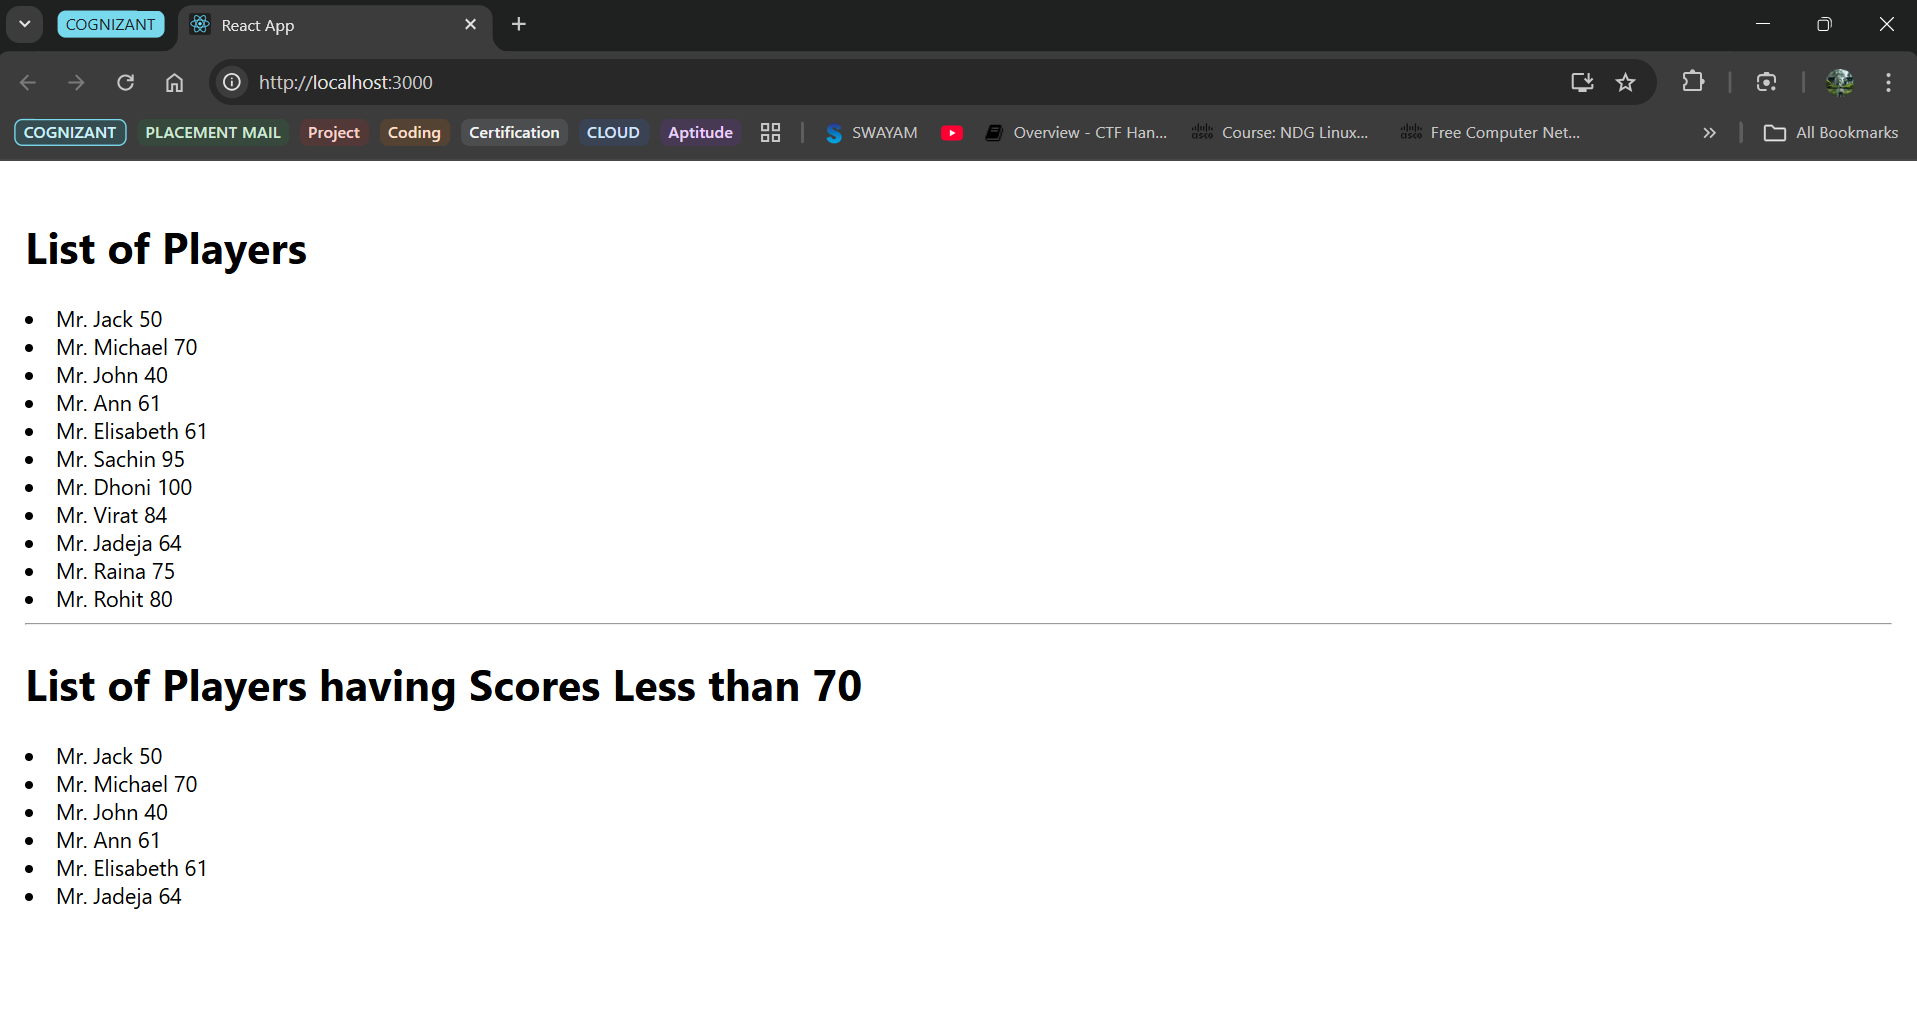 COGNIZANT React App
http://localhost:3000
COGNIZANT PLACEMENT MAIL Project Coding Certification CLOUD Aptitude SWAYAM Overview - CTF Han... Course: NDG Linux... Free Computer Net... All Bookmarks
List of Players
Mr. Jack 50
Mr. Michael 70
Mr. John 40
Mr. Ann 61
Mr. Elisabeth 61
Mr. Sachin 95
Mr. Dhoni 100
Mr. Virat 84
Mr. Jadeja 64
Mr. Raina 75
Mr. Rohit 80
List of Players having Scores Less than 70
Mr. Jack 50
Mr. Michael 70
Mr. John 40
Mr. Ann 61
Mr. Elisabeth 61
Mr. Jadeja 64